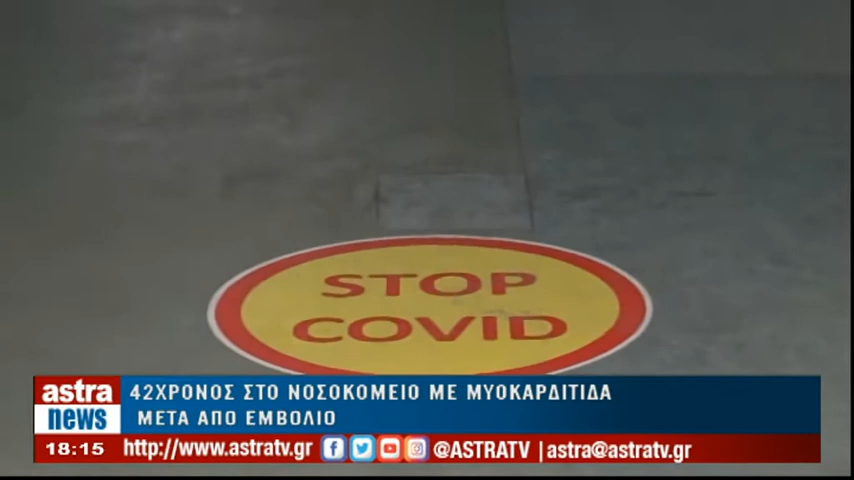 STOP
COVID
astra
news
42ΧΡΟΝΟΣ ΣΤΟ ΝΟΣΟΚΟΜΕΙΟ ΜΕ ΜΥΟΚΑΡΔΙΤΙΔΑ
ΜΕΤΑ ΑΠΟ ΕΜΒΟΛΙΟ
18:15 http://www.astratv.gr @ASTRATV | astra@astratv.gr